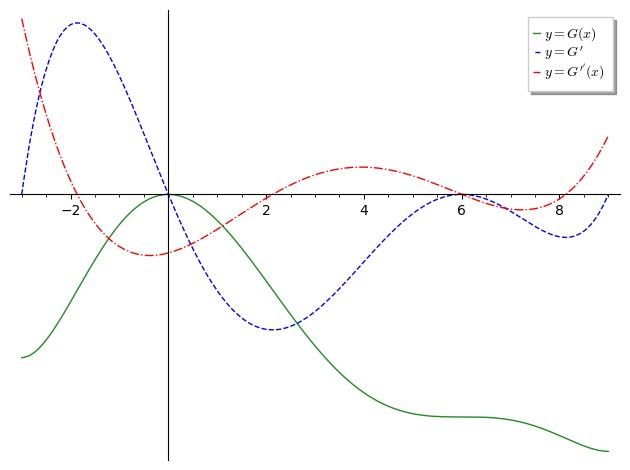 y = G(x)
y = G′
y = G′′(x)
−2 2 4 6 8